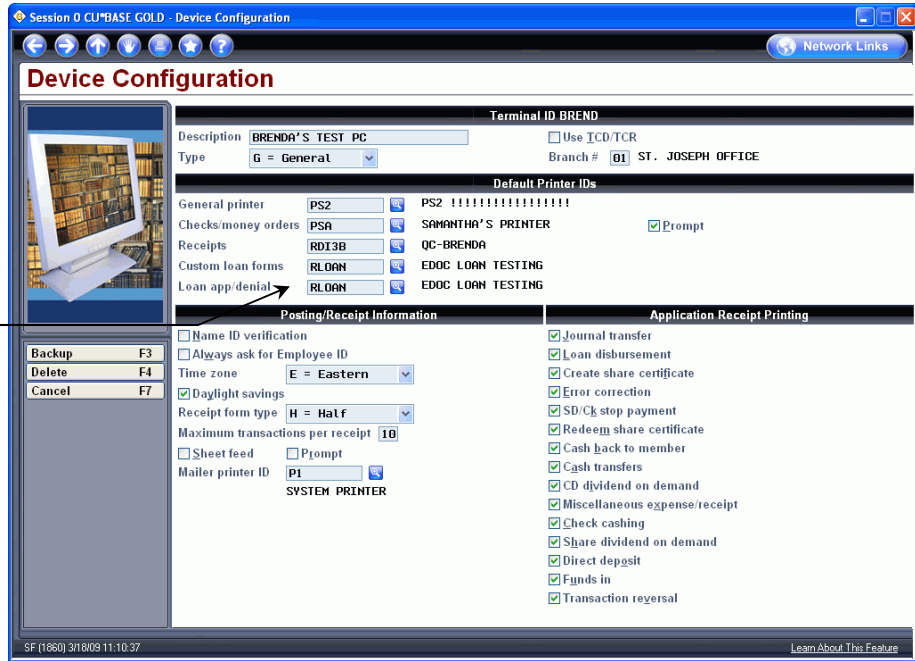 Session 0 CU*BASE GOLD - Device Configuration
Network Links
Device Configuration
Terminal ID BREND
Description BRENDA'S TEST PC Use TCD/TCR
Type G = General Branch # 01 ST. JOSEPH OFFICE
Default Printer IDs
General printer PS2 PS2 !!!!!!!!!!!!!!!!!
Checks/money orders PSA SAMANTHA'S PRINTER Prompt
Receipts RDI3B QC-BRENDA
Custom loan forms RLOAN EDOC LOAN TESTING
Loan app/denial RLOAN EDOC LOAN TESTING
Posting/Receipt Information
Name ID verification
Always ask for Employee ID
Time zone E = Eastern
Daylight savings
Receipt form type H = Half
Maximum transactions per receipt 10
Sheet feed Prompt
Mailer printer ID P1
SYSTEM PRINTER
Application Receipt Printing
Journal transfer
Loan disbursement
Create share certificate
Error correction
SD/Ck stop payment
Redeem share certificate
Cash back to member
Cash transfers
CD dividend on demand
Miscellaneous expense/receipt
Check cashing
Share dividend on demand
Direct deposit
Funds in
Transaction reversal
Backup F3
Delete F4
Cancel F7
SF (1860) 3/18/09 11:10:37
Learn About This Feature